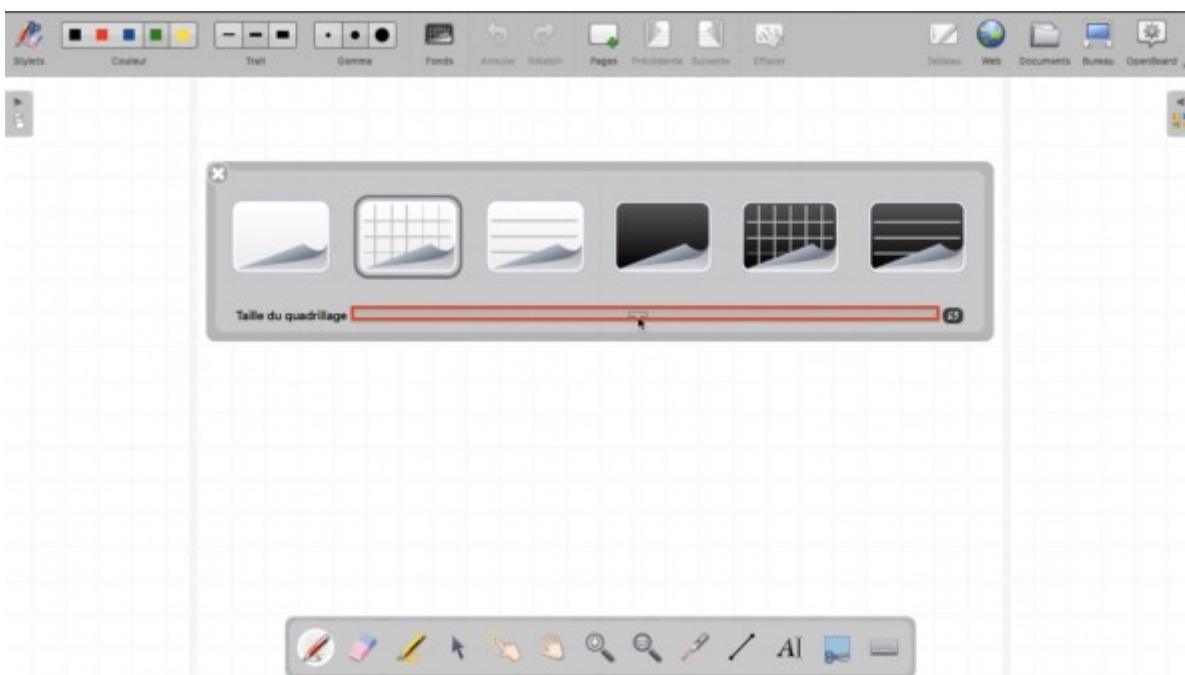 Stylets Couleur Trait Gomme Fonds Annuler Rétablir Pages Précédente Suivante Effacer Tableau Web Documents Bureau OpenBoard
Taille du quadrillage
AI